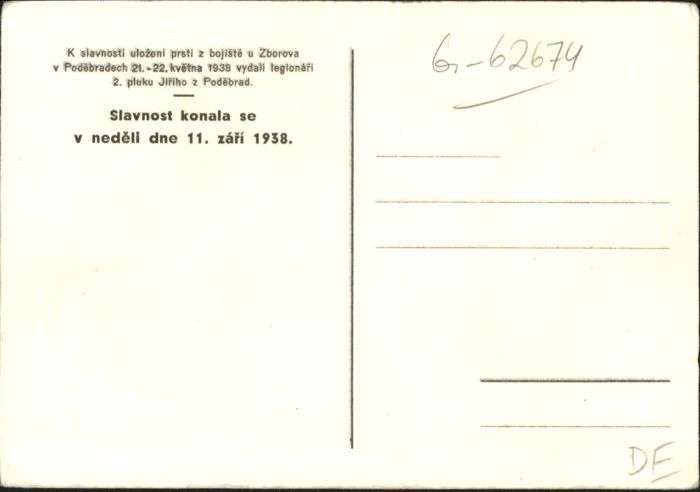 K slavnosti uložení prsti z bojiště u Zborova
v Poděbradech 21.-22. května 1938 vydali legionáři
2. pluku Jiřího z Poděbrad.
Slavnost konala se
v neděli dne 11. září 1938.
G-62674
DE